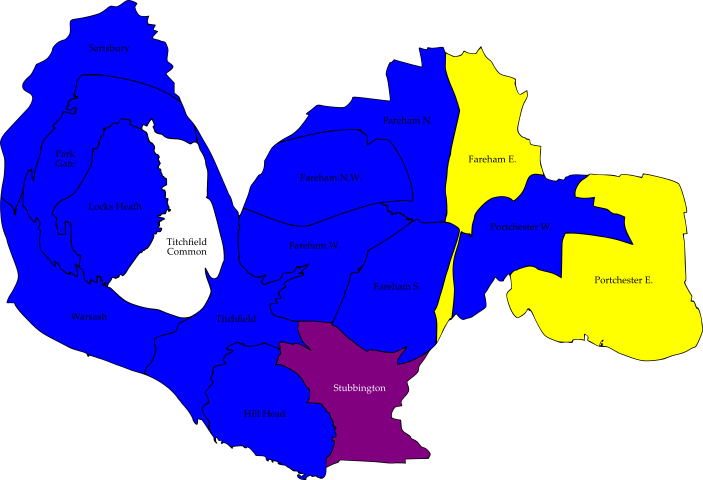 Sarisbury
Fareham N.
Park
Gate
Fareham E.
Fareham N.W.
Locks Heath
Portchester W.
Titchfield
Common
Fareham W.
Portchester E.
Fareham S.
Warsash
Titchfield
Stubbington
Hill Head